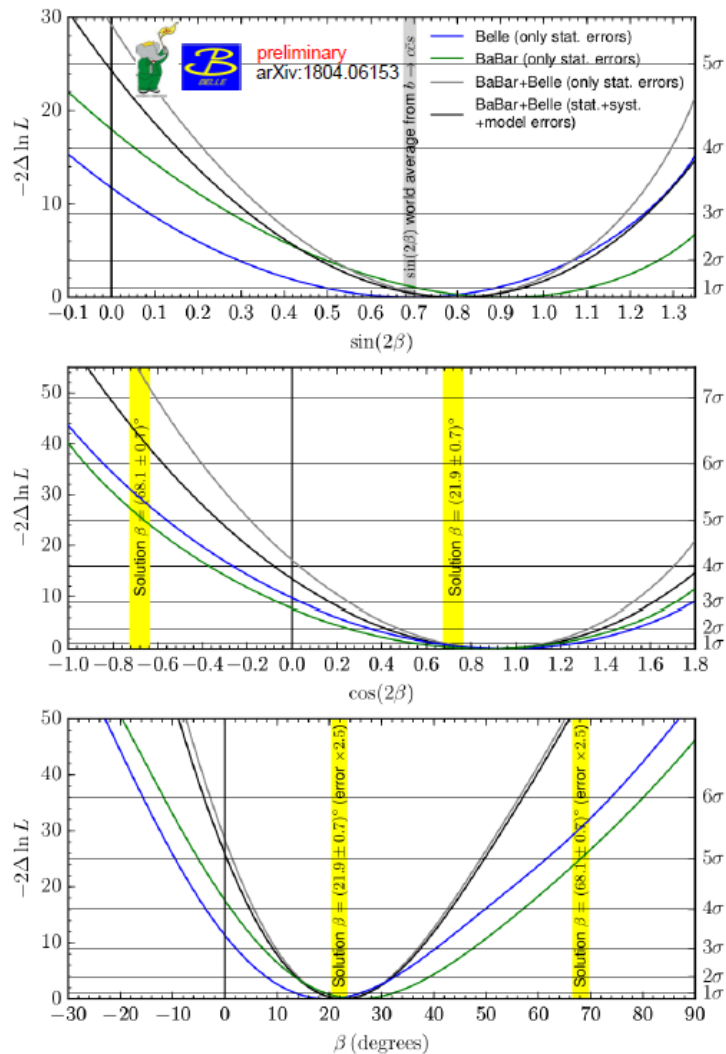 preliminary
arXiv:1804.06153
BELLE
Belle (only stat. errors)
BaBar (only stat. errors)
BaBar+Belle (only stat. errors)
BaBar+Belle (stat.+syst.
+model errors)
sin(2β) world average from b → cc̄s
−2Δ ln L
30
20
10
0
5σ
4σ
3σ
2σ
1σ
−0.1 0.0 0.1 0.2 0.3 0.4 0.5 0.6 0.7 0.8 0.9 1.0 1.1 1.2 1.3
sin(2β)
−2Δ ln L
50
40
30
20
10
0
Solution β = (68.1 ± 0.7)°
Solution β = (21.9 ± 0.7)°
7σ
6σ
5σ
4σ
3σ
2σ
1σ
−1.0 −0.8 −0.6 −0.4 −0.2 0.0 0.2 0.4 0.6 0.8 1.0 1.2 1.4 1.6 1.8
cos(2β)
−2Δ ln L
50
40
30
20
10
0
Solution β = (21.9 ± 0.7)° (error ×2.5)
Solution β = (68.1 ± 0.7)° (error ×2.5)
6σ
5σ
4σ
3σ
2σ
1σ
−30 −20 −10 0 10 20 30 40 50 60 70 80 90
β (degrees)